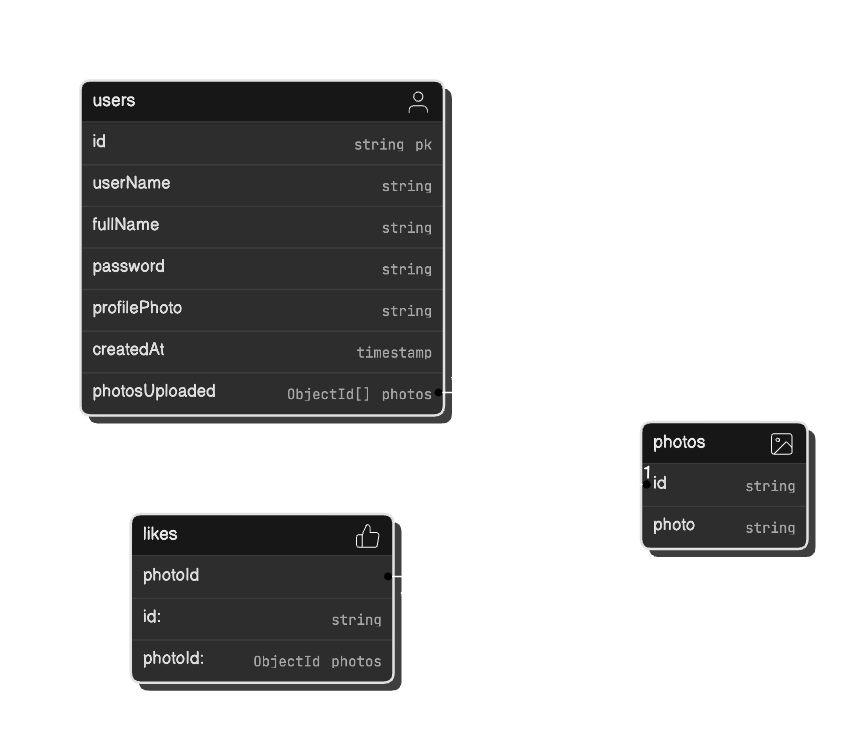 users
id string pk
userName string
fullName string
password string
profilePhoto string
createdAt timestamp
photosUploaded ObjectId[] photos
photos
1
id string
photo string
likes
photoId
id: string
photoId: ObjectId photos